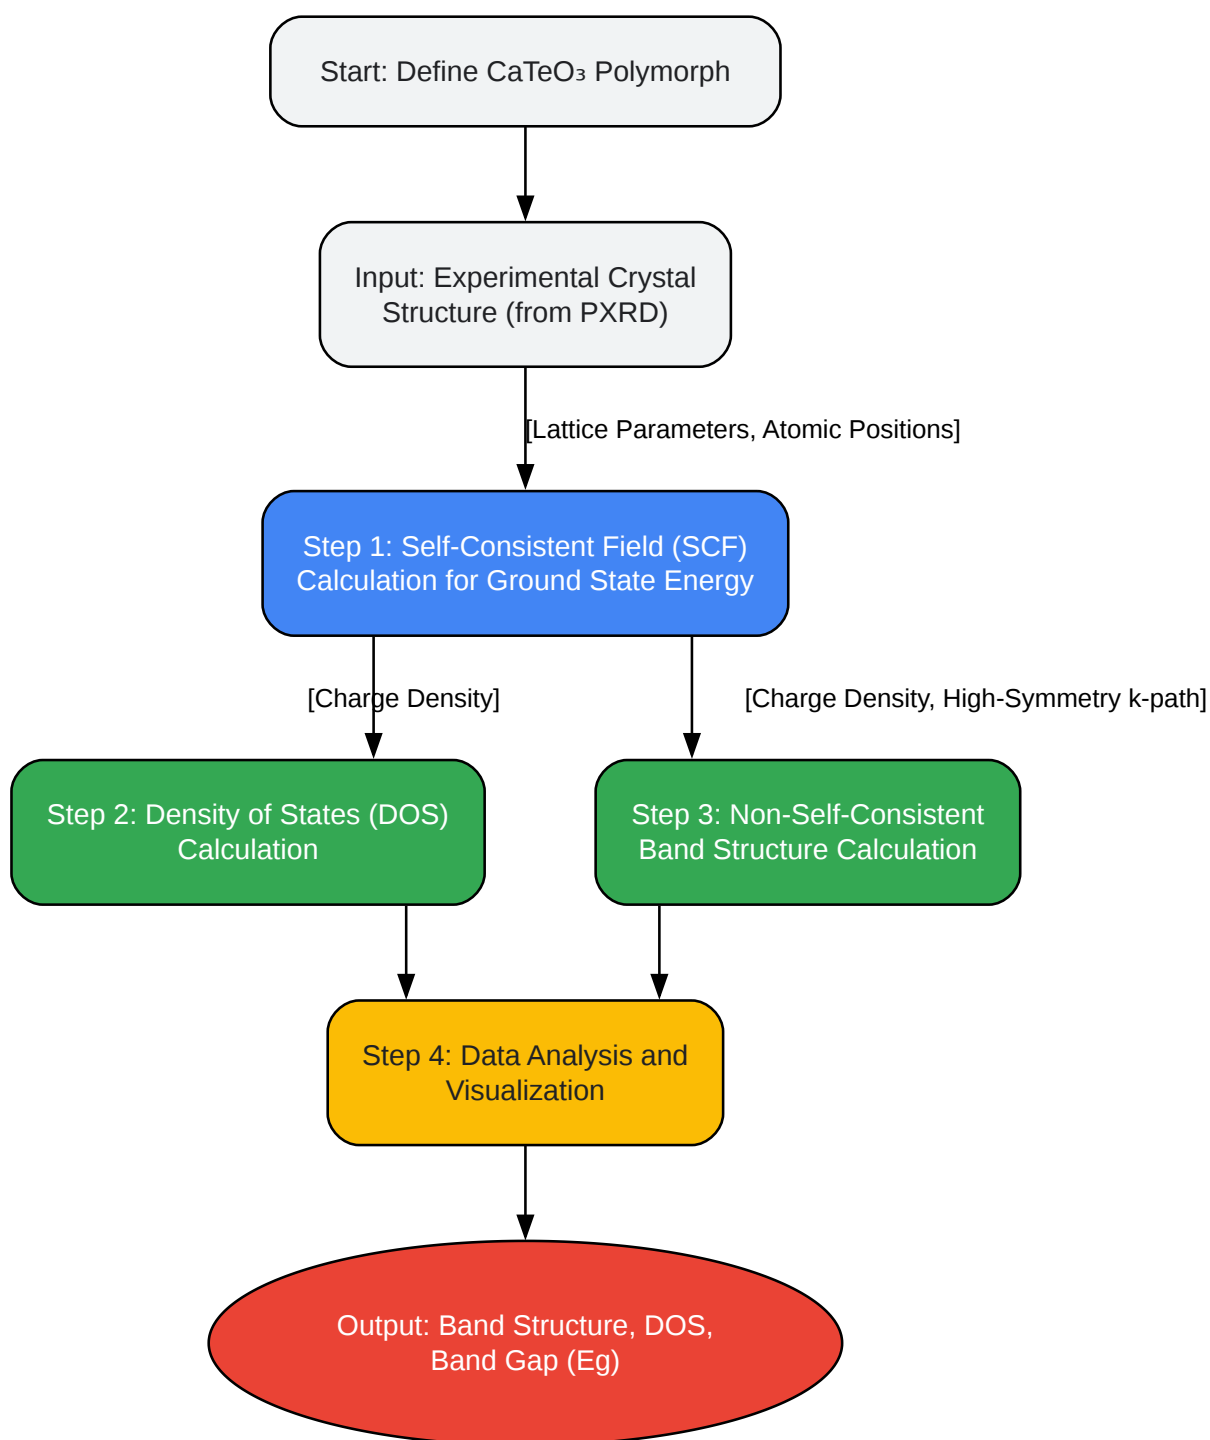 Start: Define CaTeO₃ Polymorph
Input: Experimental Crystal
Structure (from PXRD)
[Lattice Parameters, Atomic Positions]
Step 1: Self-Consistent Field (SCF)
Calculation for Ground State Energy
[Charge Density]
[Charge Density, High-Symmetry k-path]
Step 2: Density of States (DOS)
Calculation
Step 3: Non-Self-Consistent
Band Structure Calculation
Step 4: Data Analysis and
Visualization
Output: Band Structure, DOS,
Band Gap (Eg)